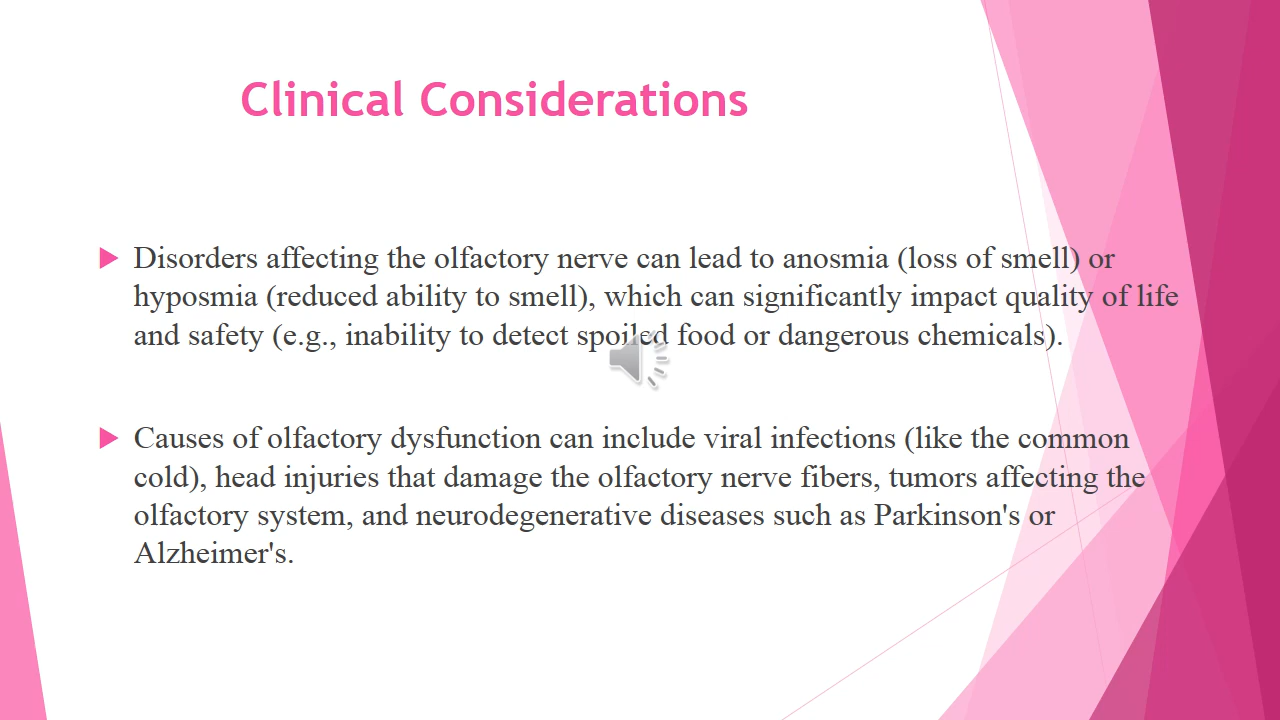 Clinical Considerations
Disorders affecting the olfactory nerve can lead to anosmia (loss of smell) or
hyposmia (reduced ability to smell), which can significantly impact quality of life
and safety (e.g., inability to detect spoiled food or dangerous chemicals).
Causes of olfactory dysfunction can include viral infections (like the common
cold), head injuries that damage the olfactory nerve fibers, tumors affecting the
olfactory system, and neurodegenerative diseases such as Parkinson's or
Alzheimer's.